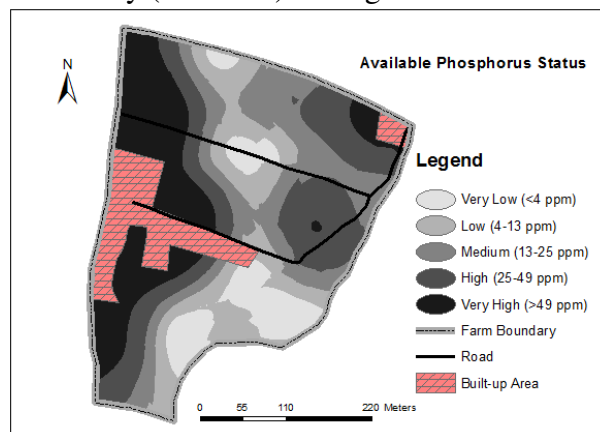 N
Available Phosphorus Status
Legend
Very Low (<4 ppm)
Low (4-13 ppm)
Medium (13-25 ppm)
High (25-49 ppm)
Very High (>49 ppm)
Farm Boundary
Road
Built-up Area
0 55 110 220 Meters